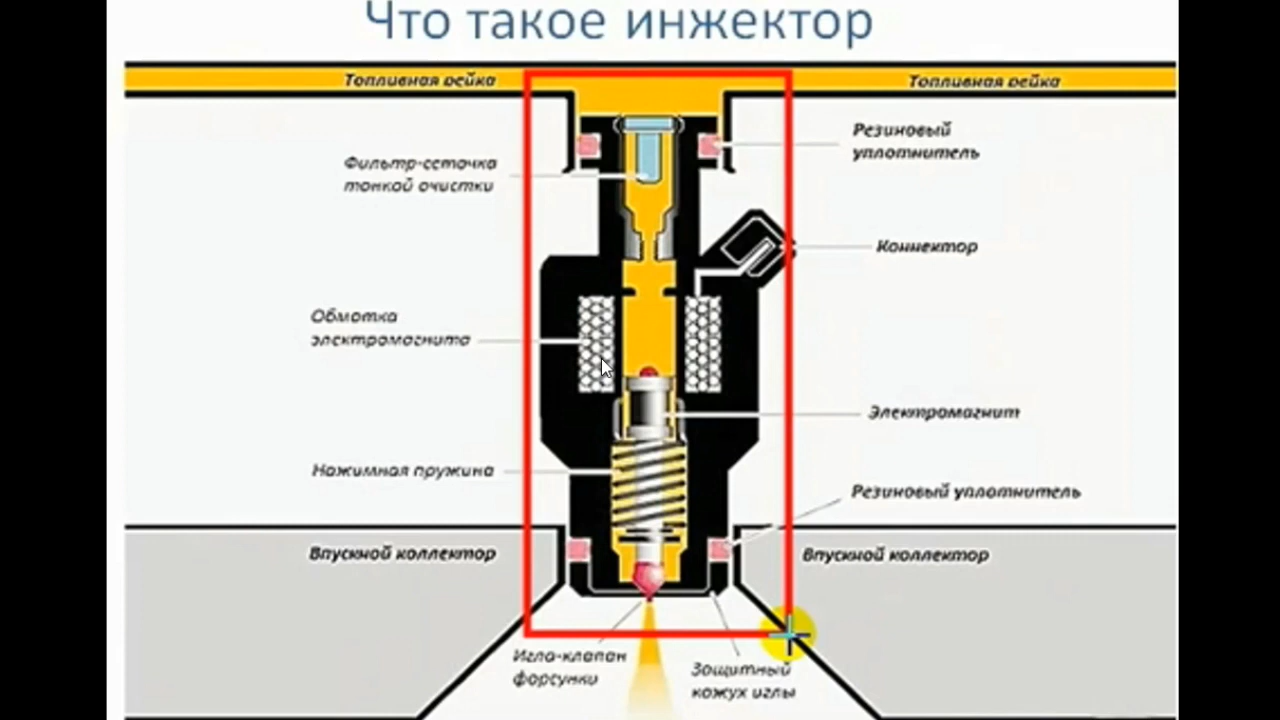 Что такое инжектор
Топливная рейка
Топливная рейка
Резиновый
уплотнитель
Фильтр-сеточка
тонкой очистки
Коннектор
Обмотка
электромагнита
Электромагнит
Нажимная пружина
Резиновый уплотнитель
Впускной коллектор
Впускной коллектор
Игла-клапан
форсунки
Защитный
кожух иглы